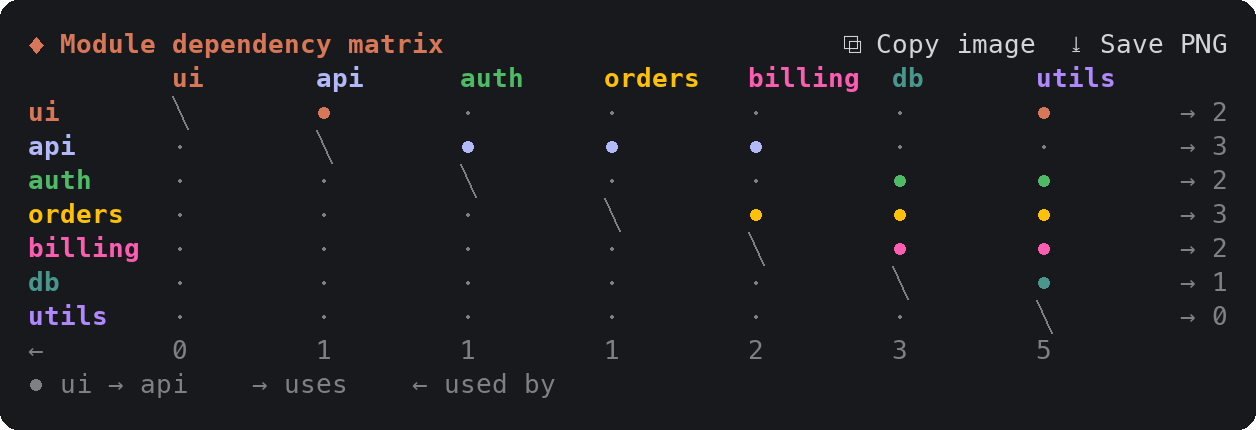 ♦ Module dependency matrix ⧉ Copy image ⤓ Save PNG
ui api auth orders billing db utils
ui ╲ ● · · · · ● → 2
api · ╲ ● ● ● · · → 3
auth · · ╲ · · ● ● → 2
orders · · · ╲ ● ● ● → 3
billing · · · · ╲ ● ● → 2
db · · · · · ╲ ● → 1
utils · · · · · · ╲ → 0
← 0 1 1 1 2 3 5
● ui → api → uses ← used by